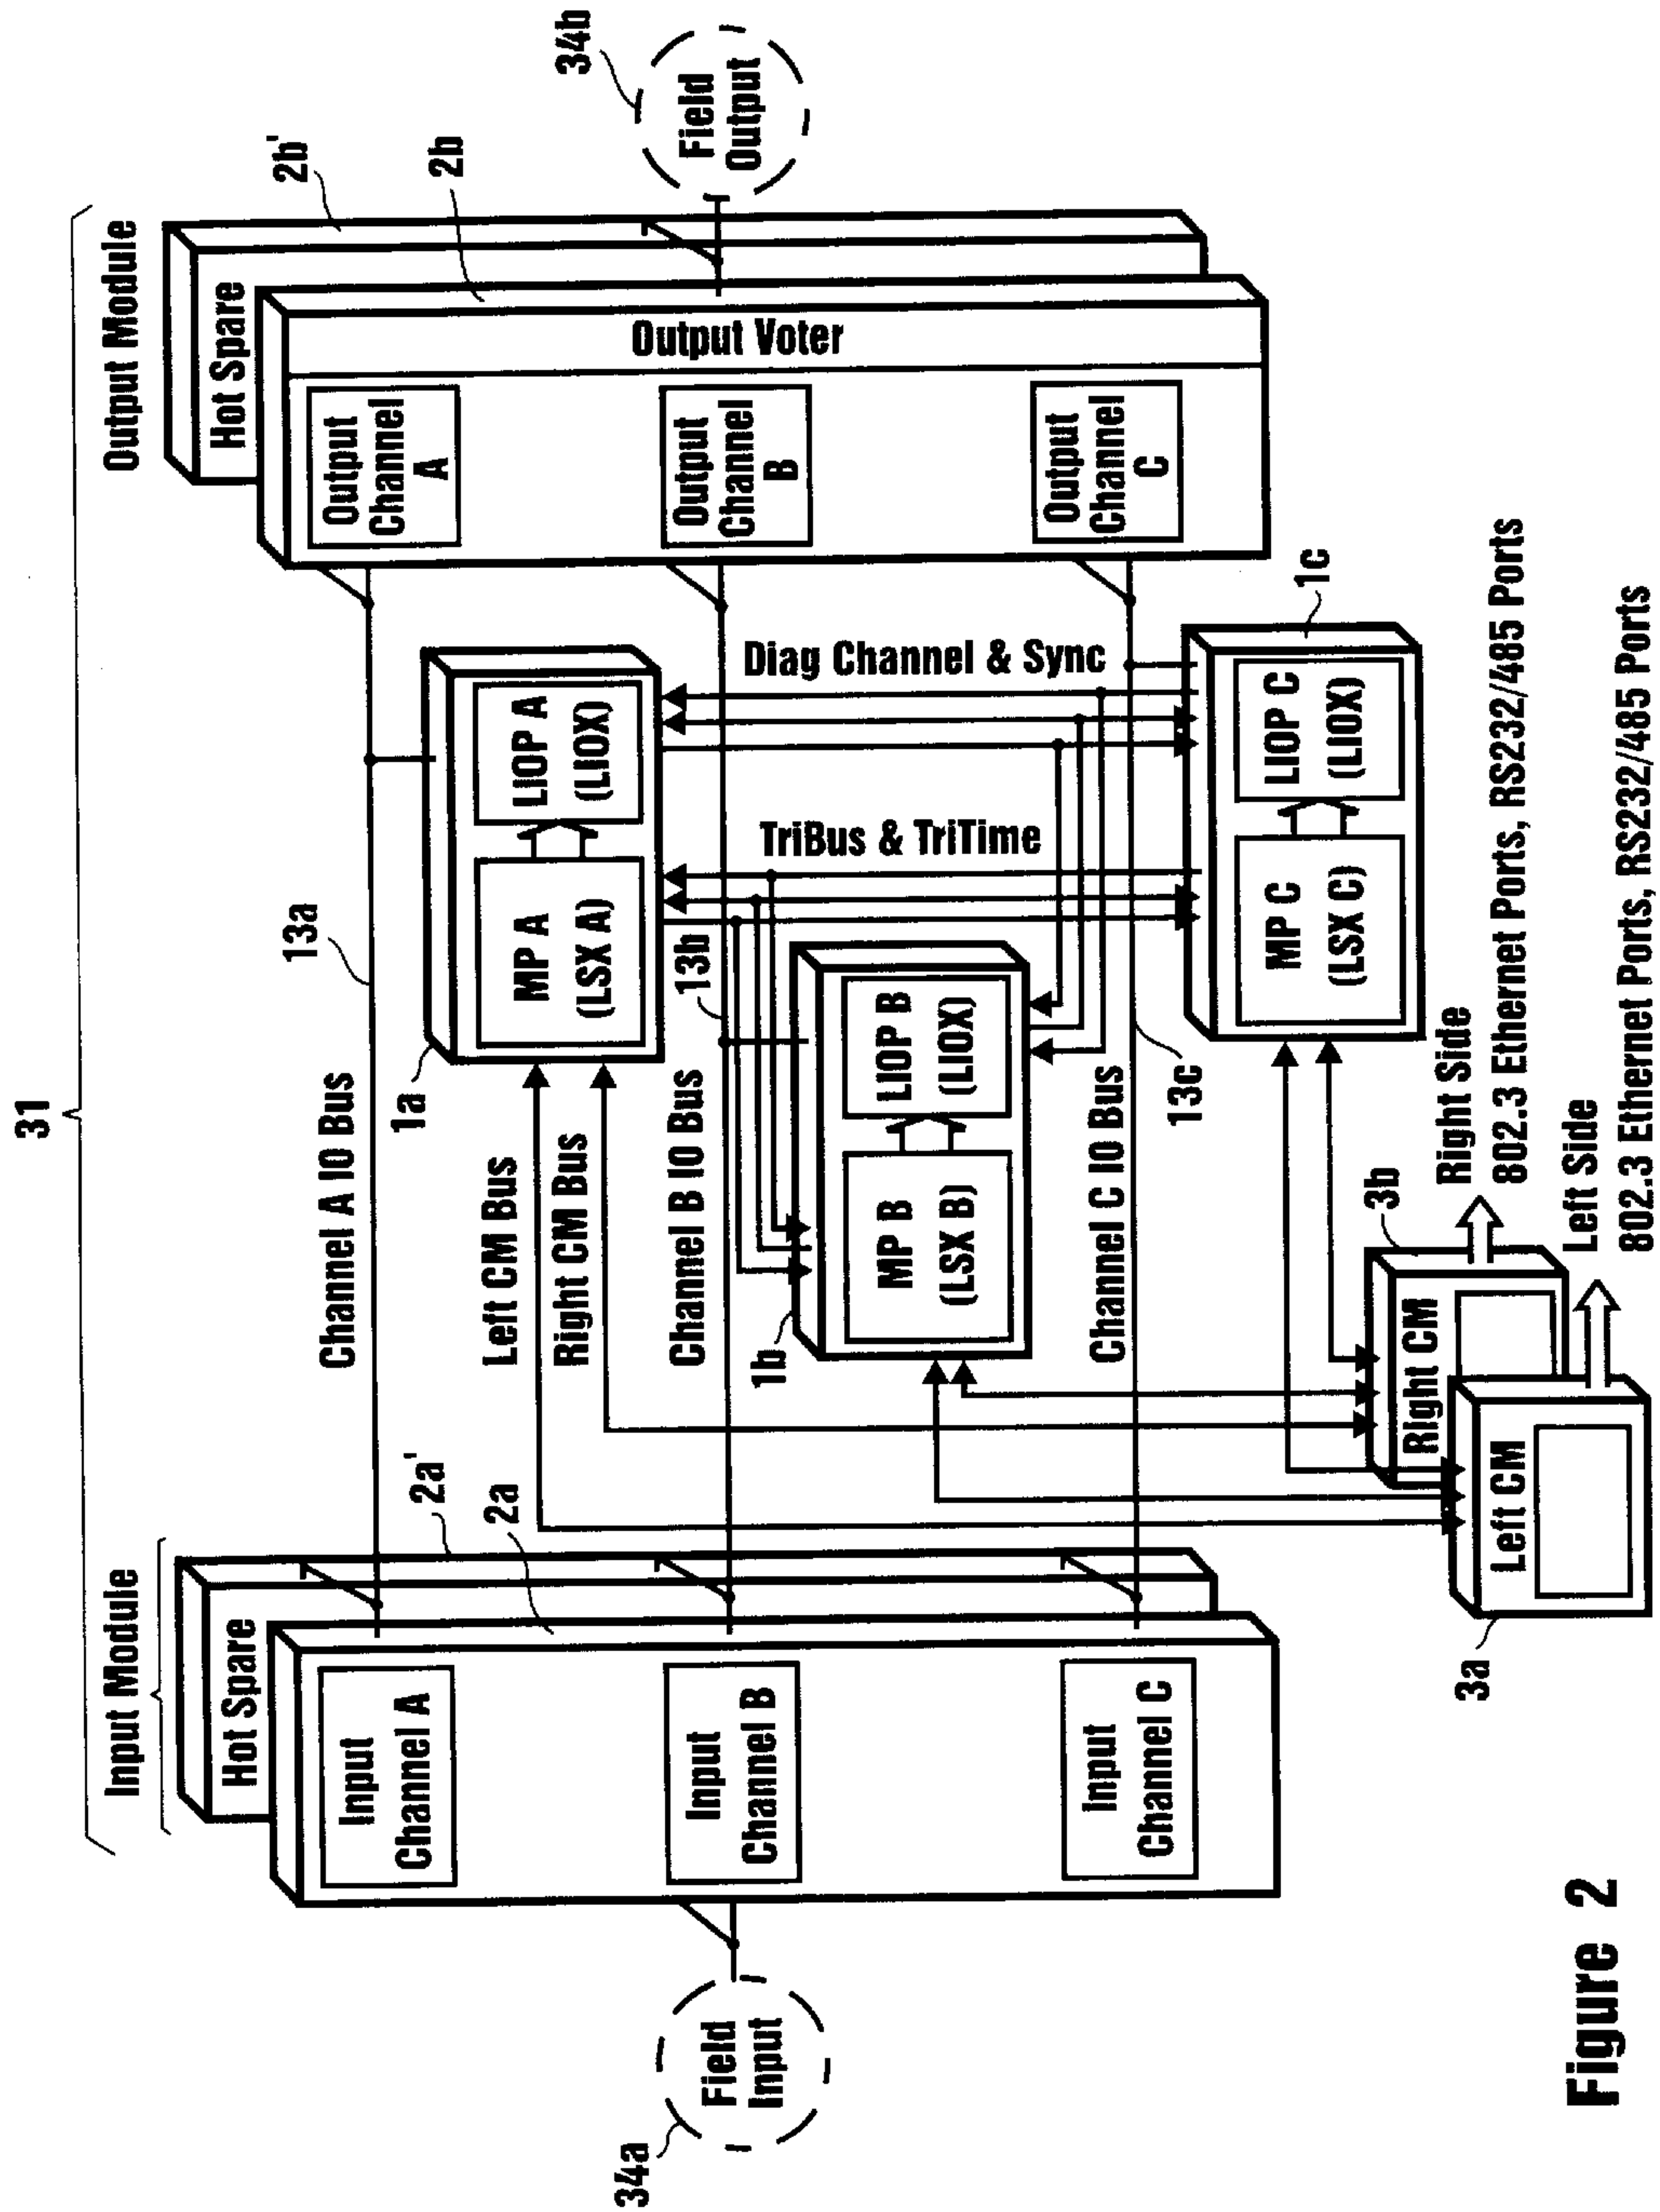 31
Input Module
Output Module
Hot Spare
Hot Spare
2a'
2a
2b'
2b
34a
34b
Field
Input
Field
Output
Input
Channel A
Input
Channel B
Input
Channel C
Output
Channel
A
Output
Channel
B
Output
Channel
C
Output Voter
Channel A IO Bus
13a
1a
MP A
(LSX A)
LIOP A
(LIOX)
Left CM Bus
Right CM Bus
Channel B IO Bus
13b
TriBus & TriTime
Diag Channel & Sync
1b
MP B
(LSX B)
LIOP B
(LIOX)
Channel C IO Bus
13c
1c
MP C
(LSX C)
LIOP C
(LIOX)
Right CM
3b
Left CM
3a
Right Side
802.3 Ethernet Ports, RS232/485 Ports
Left Side
802.3 Ethernet Ports, RS232/485 Ports
Figure 2